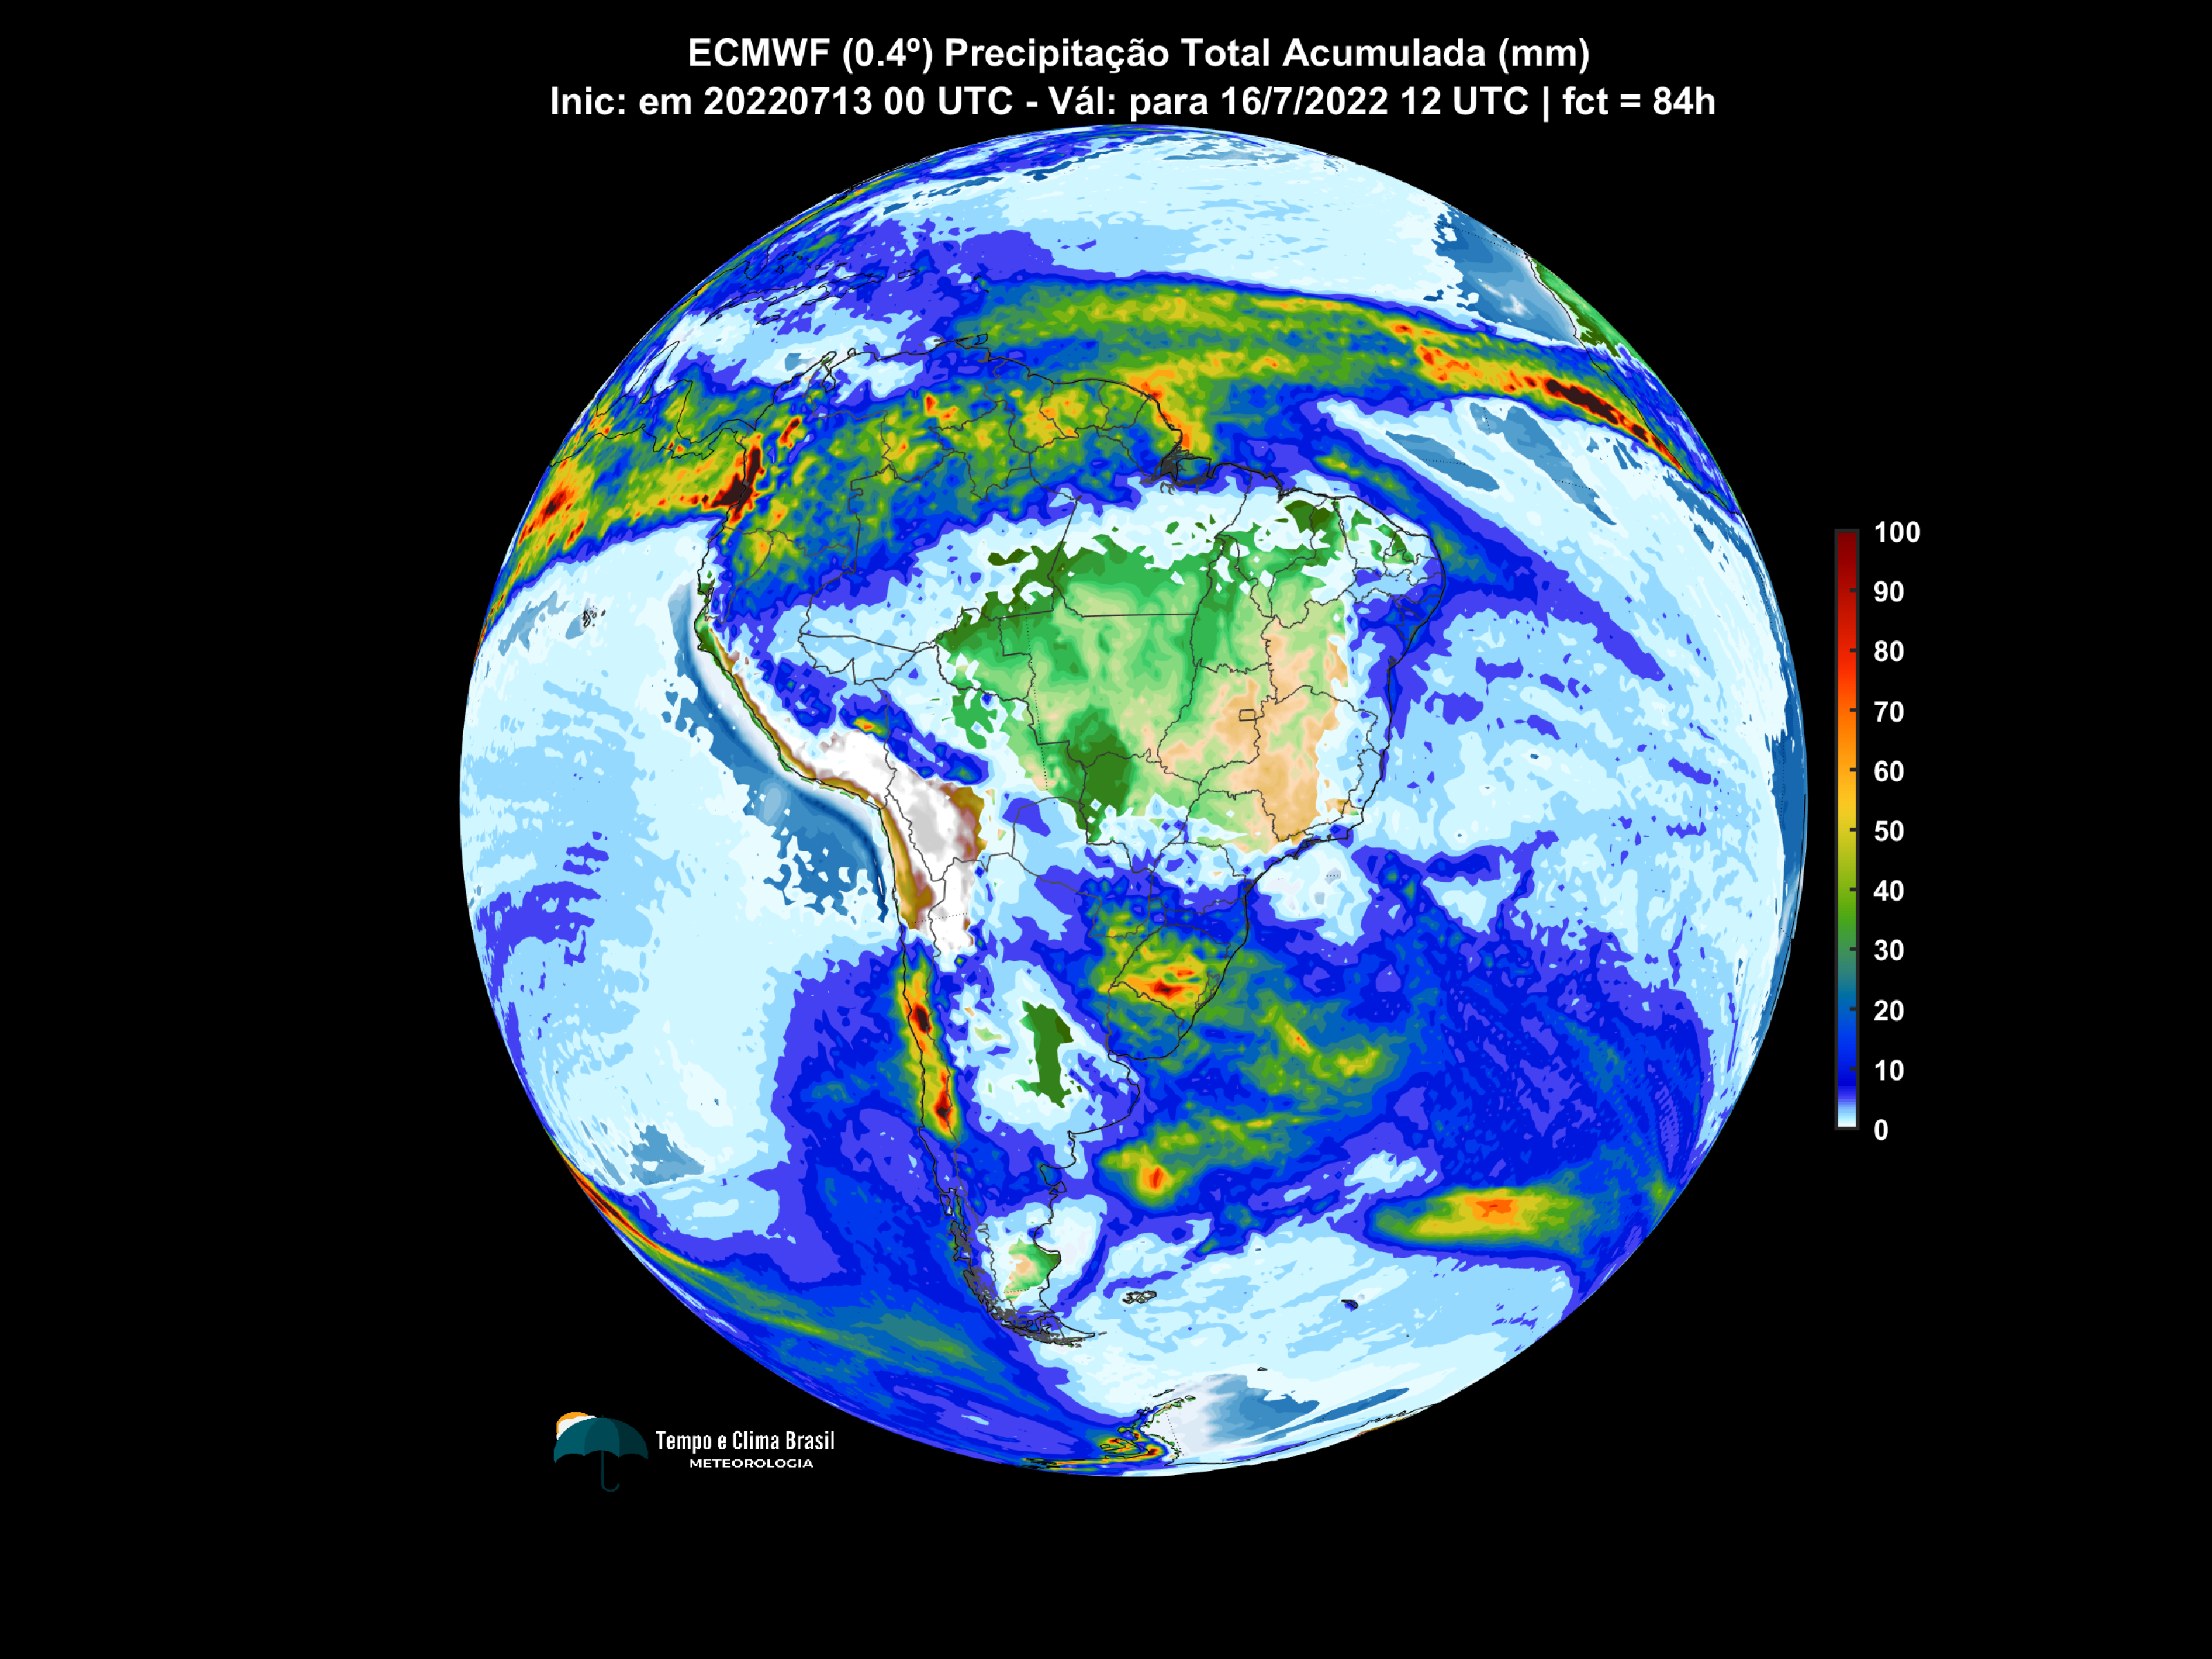 ECMWF (0.4º) Precipitação Total Acumulada (mm)
Inic: em 20220713 00 UTC - Vál: para 16/7/2022 12 UTC | fct = 84h
100
90
80
70
60
50
40
30
20
10
0
Tempo e Clima Brasil
METEOROLOGIA